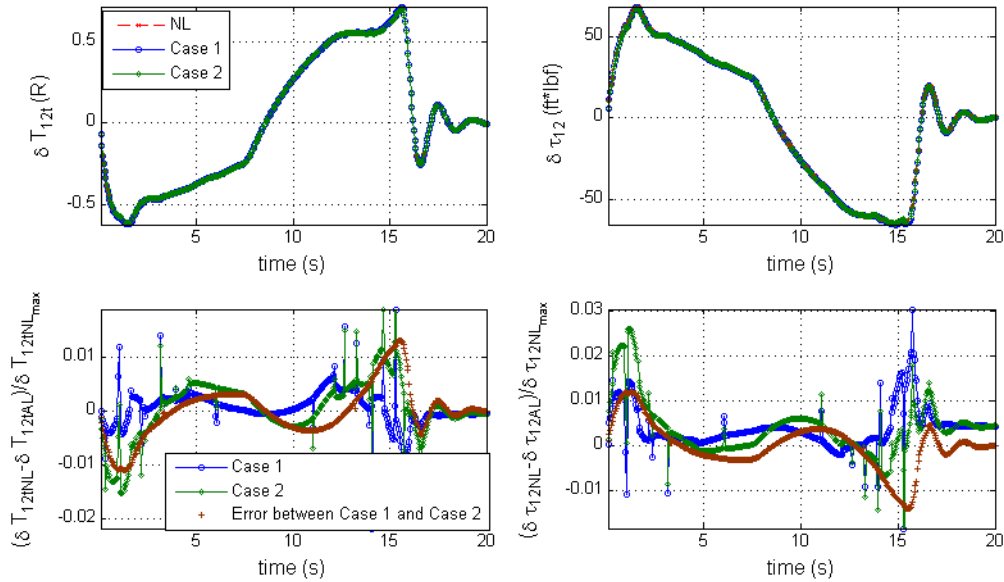 NL
Case 1
Case 2
0.5
0
-0.5
δ T12t (R)
5
10
15
20
time (s)
50
0
-50
δ τ12 (ft*lbf)
5
10
15
20
time (s)
0.01
0
-0.01
-0.02
(δ T12tNL-δ T12tAL)/δ T12tNLmax
Case 1
Case 2
Error between Case 1 and Case 2
5
10
15
20
time (s)
0.03
0.02
0.01
0
-0.01
(δ τ12NL-δ τ12AL)/δ τ12NLmax
5
10
15
20
time (s)